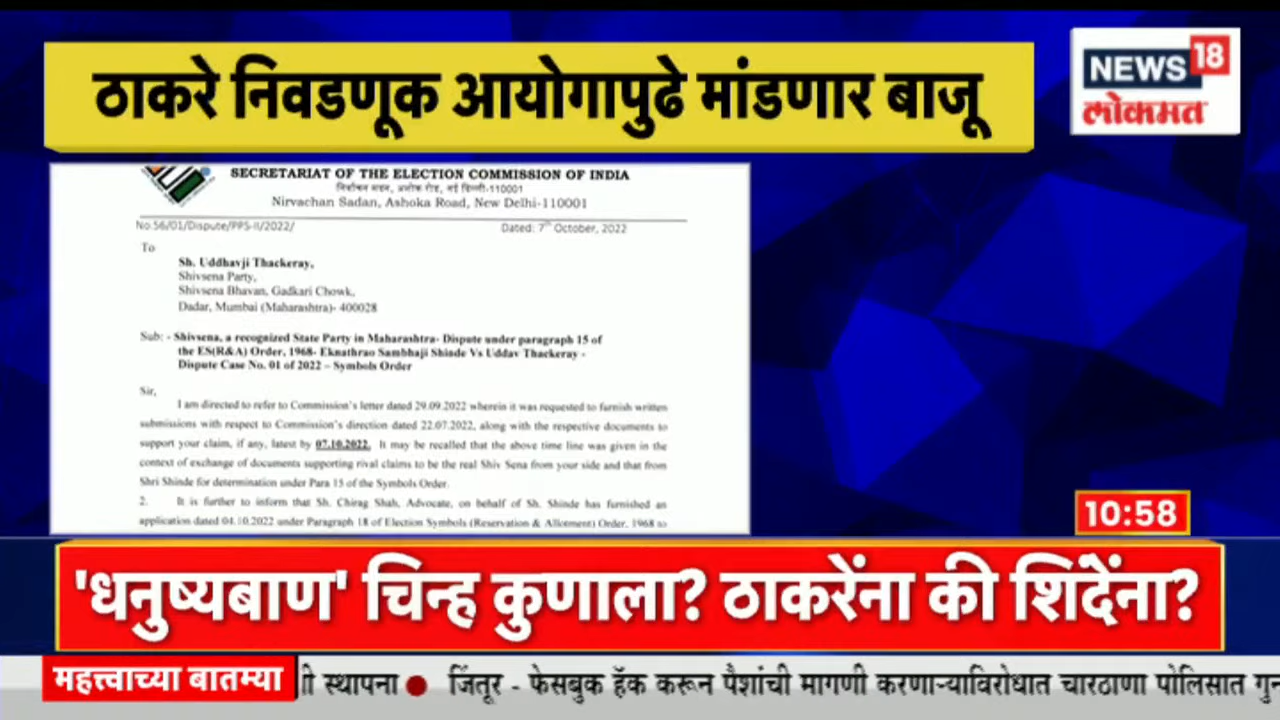 ठाकरे निवडणूक आयोगापुढे मांडणार बाजू
NEWS 18
लोकमत
SECRETARIAT OF THE ELECTION COMMISSION OF INDIA
निर्वाचन सदन, अशोक रोड, नई दिल्ली-110001
Nirvachan Sadan, Ashoka Road, New Delhi-110001
No.56/01/Dispute/PPS-II/2022/ Dated: 7th October, 2022
To
Sh. Uddhavji Thackeray,
Shivsena Party,
Shivsena Bhavan, Gadkari Chowk,
Dadar, Mumbai (Maharashtra)- 400028
Sub: - Shivsena, a recognized State Party in Maharashtra- Dispute under paragraph 15 of
the ES(R&A) Order, 1968- Eknathrao Sambhaji Shinde Vs Uddav Thackeray -
Dispute Case No. 01 of 2022 – Symbols Order
Sir,
I am directed to refer to Commission's letter dated 29.09.2022 wherein it was requested to furnish written
submissions with respect to Commission's direction dated 22.07.2022, along with the respective documents to
support your claim, if any, latest by 07.10.2022. It may be recalled that the above time line was given in the
context of exchange of documents supporting rival claims to be the real Shiv Sena from your side and that from
Shri Shinde for determination under Para 15 of the Symbols Order.
2. It is further to inform that Sh. Chirag Shah, Advocate, on behalf of Sh. Shinde has furnished an
application dated 04.10.2022 under Paragraph 18 of Election Symbols (Reservation & Allotment) Order, 1968 to
10:58
'धनुष्यबाण' चिन्ह कुणाला? ठाकरेंना की शिंदेंना?
महत्त्वाच्या बातम्या
ी स्थापना ● जिंतूर - फेसबुक हॅक करून पैशांची मागणी करणाऱ्याविरोधात चारठाणा पोलिसात गुन